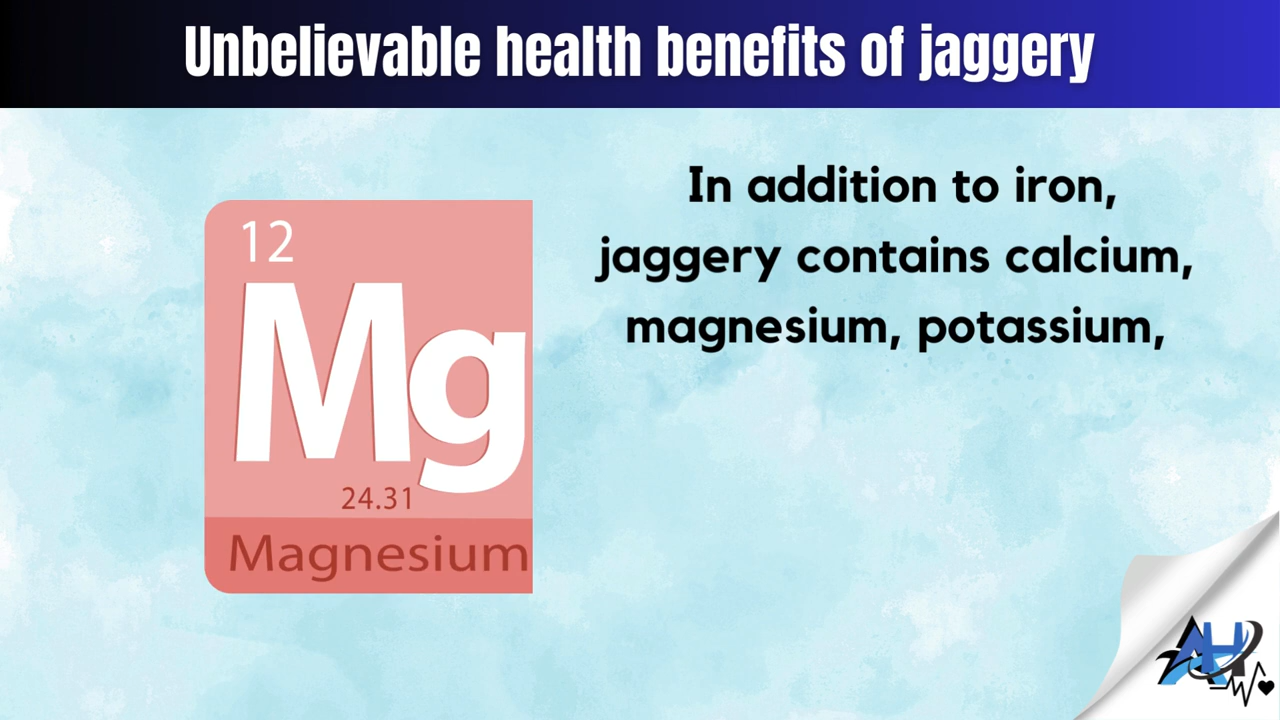 Unbelievable health benefits of jaggery
In addition to iron,
jaggery contains calcium,
magnesium, potassium,
12
Mg
24.31
Magnesium
AH